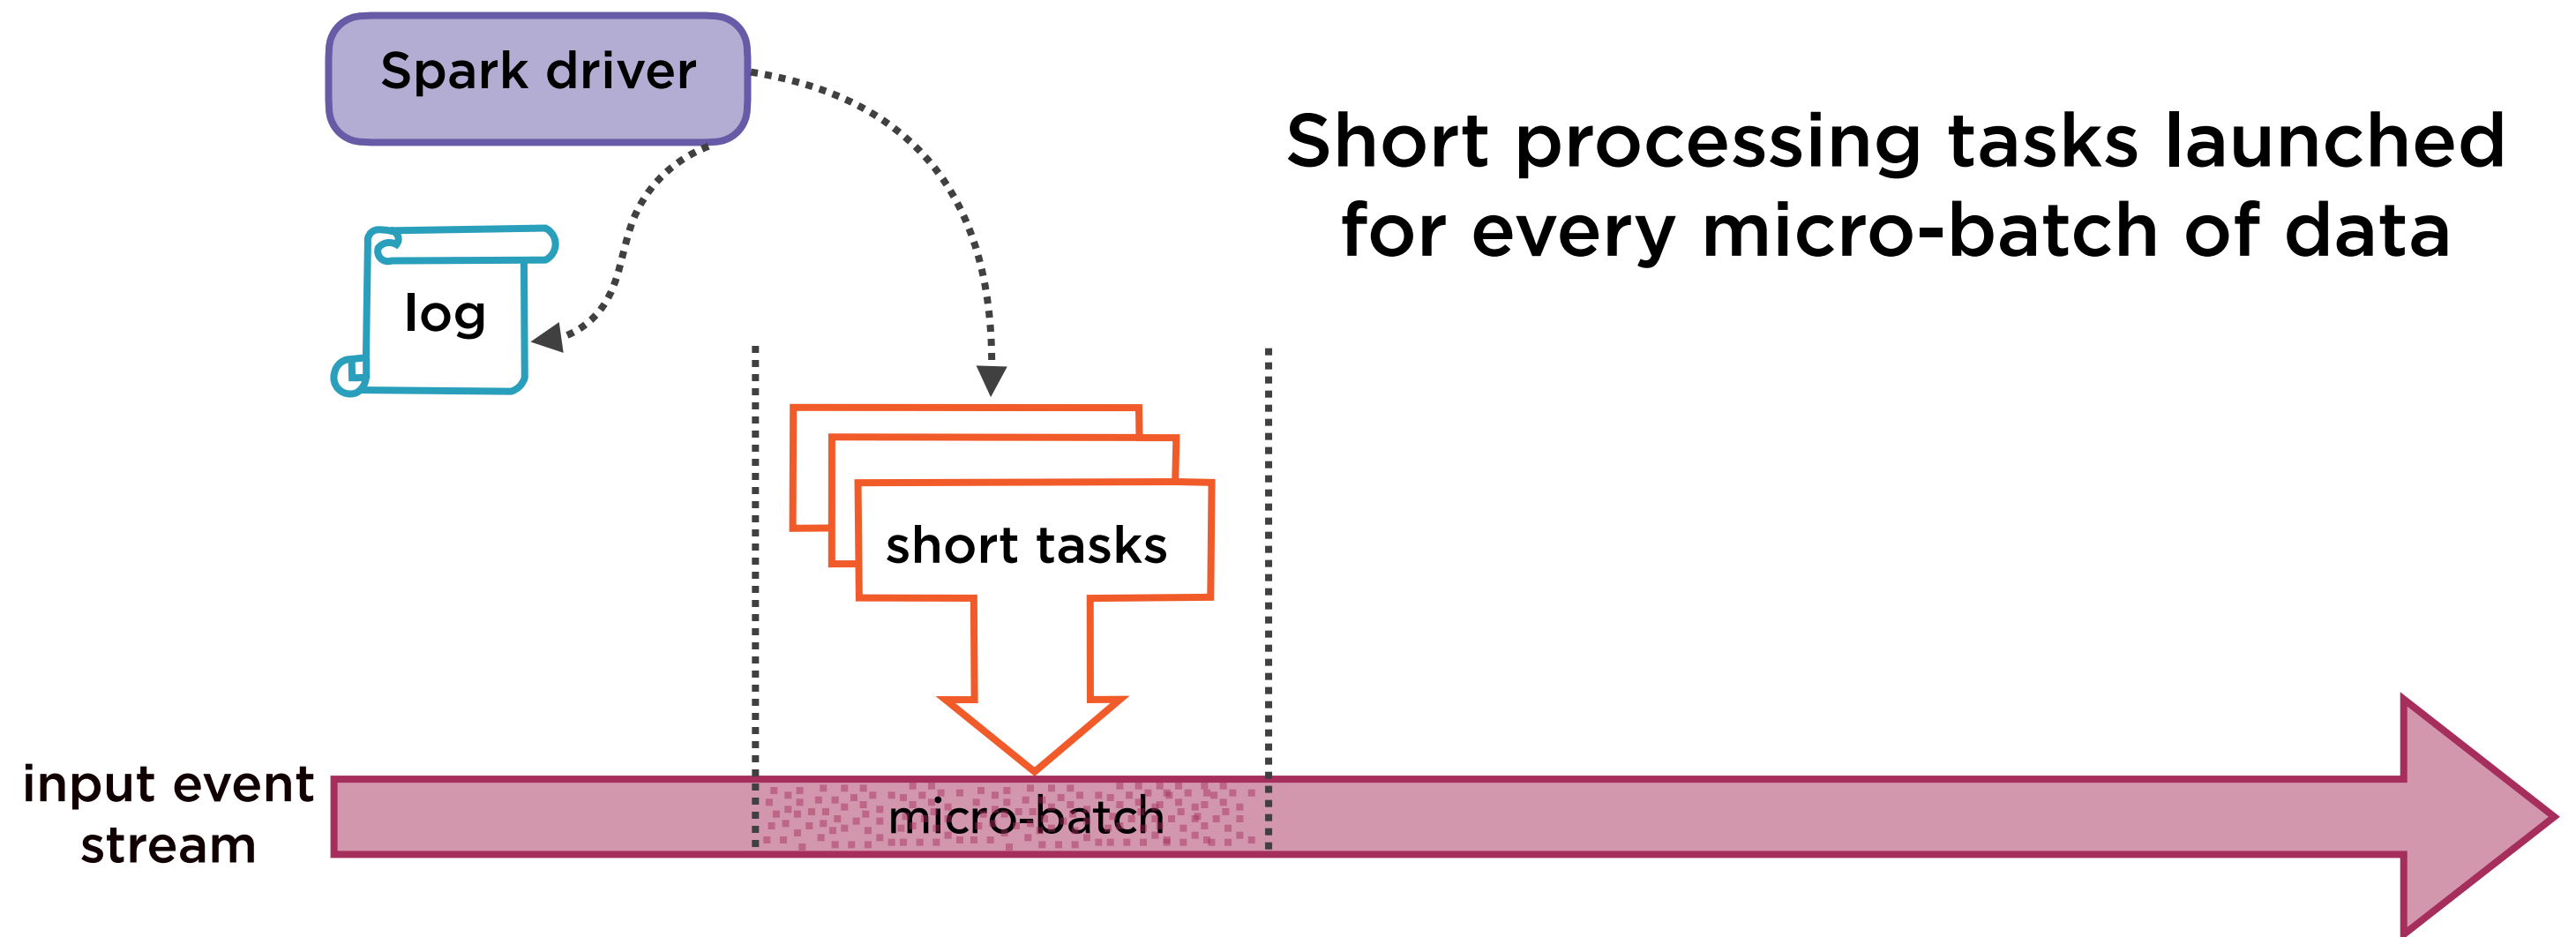 Spark driver
Short processing tasks launched
for every micro-batch of data
log
short tasks
input event
stream
micro-batch